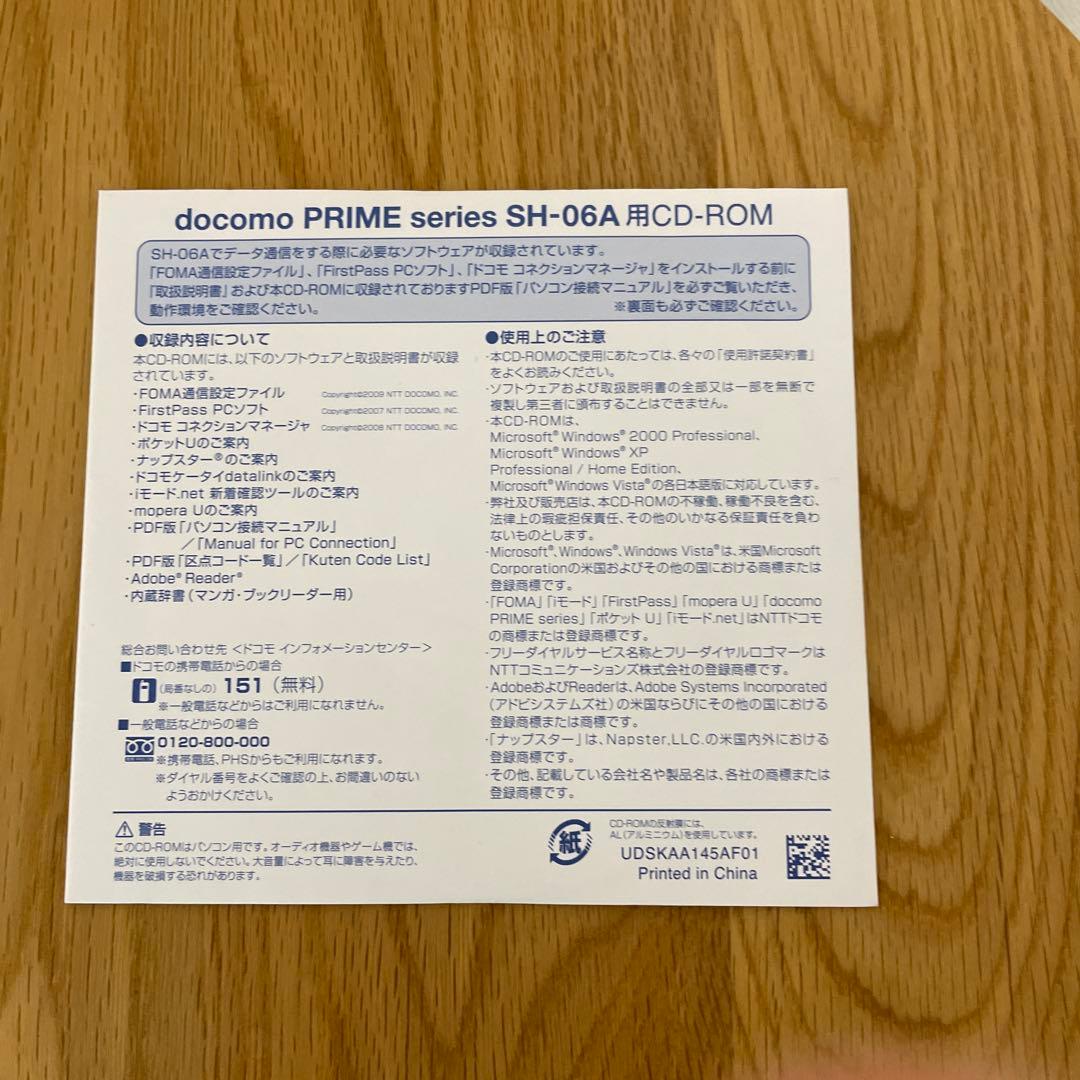 docomo PRIME series SH-06A 用CD-ROM
SH-06Aでデータ通信をする際に必要なソフトウェアが収録されています。
「FOMA通信設定ファイル」、「FirstPass PCソフト」、「ドコモ コネクションマネージャ」をインストールする前に
「取扱説明書」および本CD-ROMに収録されておりますPDF版「パソコン接続マニュアル」を必ずご覧いただき、
動作環境をご確認ください。 ※裏面も必ずご確認ください。
●収録内容について
本CD-ROMには、以下のソフトウェアと取扱説明書が収録
されています。
・FOMA通信設定ファイル Copyright©2009 NTT DOCOMO, INC.
・FirstPass PCソフト Copyright©2007 NTT DOCOMO, INC.
・ドコモ コネクションマネージャ Copyright©2008 NTT DOCOMO, INC.
・ポケットUのご案内
・ナップスター®のご案内
・ドコモケータイdatalinkのご案内
・iモード.net 新着確認ツールのご案内
・mopera Uのご案内
・PDF版「パソコン接続マニュアル」
／「Manual for PC Connection」
・PDF版「区点コード一覧」／「Kuten Code List」
・Adobe® Reader®
・内蔵辞書（マンガ・ブックリーダー用）
総合お問い合わせ先 ＜ドコモ インフォメーションセンター＞
■ドコモの携帯電話からの場合
（局番なしの）151（無料）
※一般電話などからはご利用になれません。
■一般電話などからの場合
0120-800-000
※携帯電話、PHSからもご利用になれます。
※ダイヤル番号をよくご確認の上、お間違いのない
ようおかけください。
●使用上のご注意
・本CD-ROMのご使用にあたっては、各々の「使用許諾契約書」
をよくお読みください。
・ソフトウェアおよび取扱説明書の全部又は一部を無断で
複製し第三者に頒布することはできません。
・本CD-ROMは、
Microsoft® Windows® 2000 Professional、
Microsoft® Windows® XP
Professional / Home Edition、
Microsoft® Windows Vista®の各日本語版に対応しています。
・弊社及び販売店は、本CD-ROMの不稼働、稼働不良を含む、
法律上の瑕疵担保責任、その他のいかなる保証責任を負わ
ないものとします。
・Microsoft®、Windows®、Windows Vista®は、米国Microsoft
Corporationの米国およびその他の国における商標または
登録商標です。
・「FOMA」「iモード」「FirstPass」「mopera U」「docomo
PRIME series」「ポケット U」「iモード.net」はNTTドコモ
の商標または登録商標です。
・フリーダイヤルサービス名称とフリーダイヤルロゴマークは
NTTコミュニケーションズ株式会社の登録商標です。
・AdobeおよびReaderは、Adobe Systems Incorporated
（アドビシステムズ社）の米国ならびにその他の国における
登録商標または商標です。
・「ナップスター」は、Napster,LLC.の米国内外における
登録商標です。
・その他、記載している会社名や製品名は、各社の商標または
登録商標です。
⚠ 警告
このCD-ROMはパソコン用です。オーディオ機器やゲーム機では、
絶対に使用しないでください。大音量によって耳に障害を与えたり、
機器を破損する恐れがあります。
紙
CD-ROMの反射膜には、
AL（アルミニウム）を使用しています。
UDSKAA145AF01
Printed in China